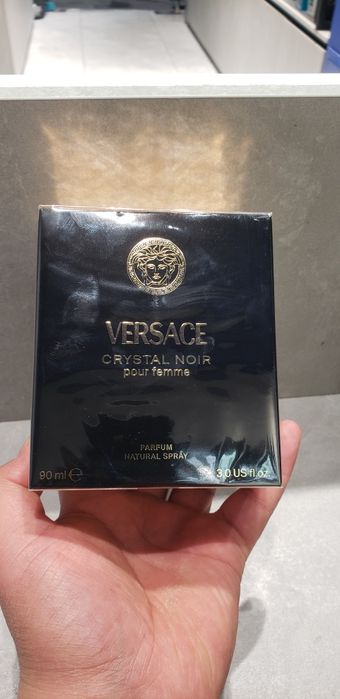 VERSACE
CRYSTAL NOIR
pour femme
PARFUM
NATURAL SPRAY
90 ml ℮ 3.0 US fl.oz.